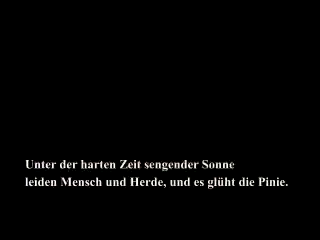 Unter der harten Zeit sengender Sonne
leiden Mensch und Herde, und es glüht die Pinie.